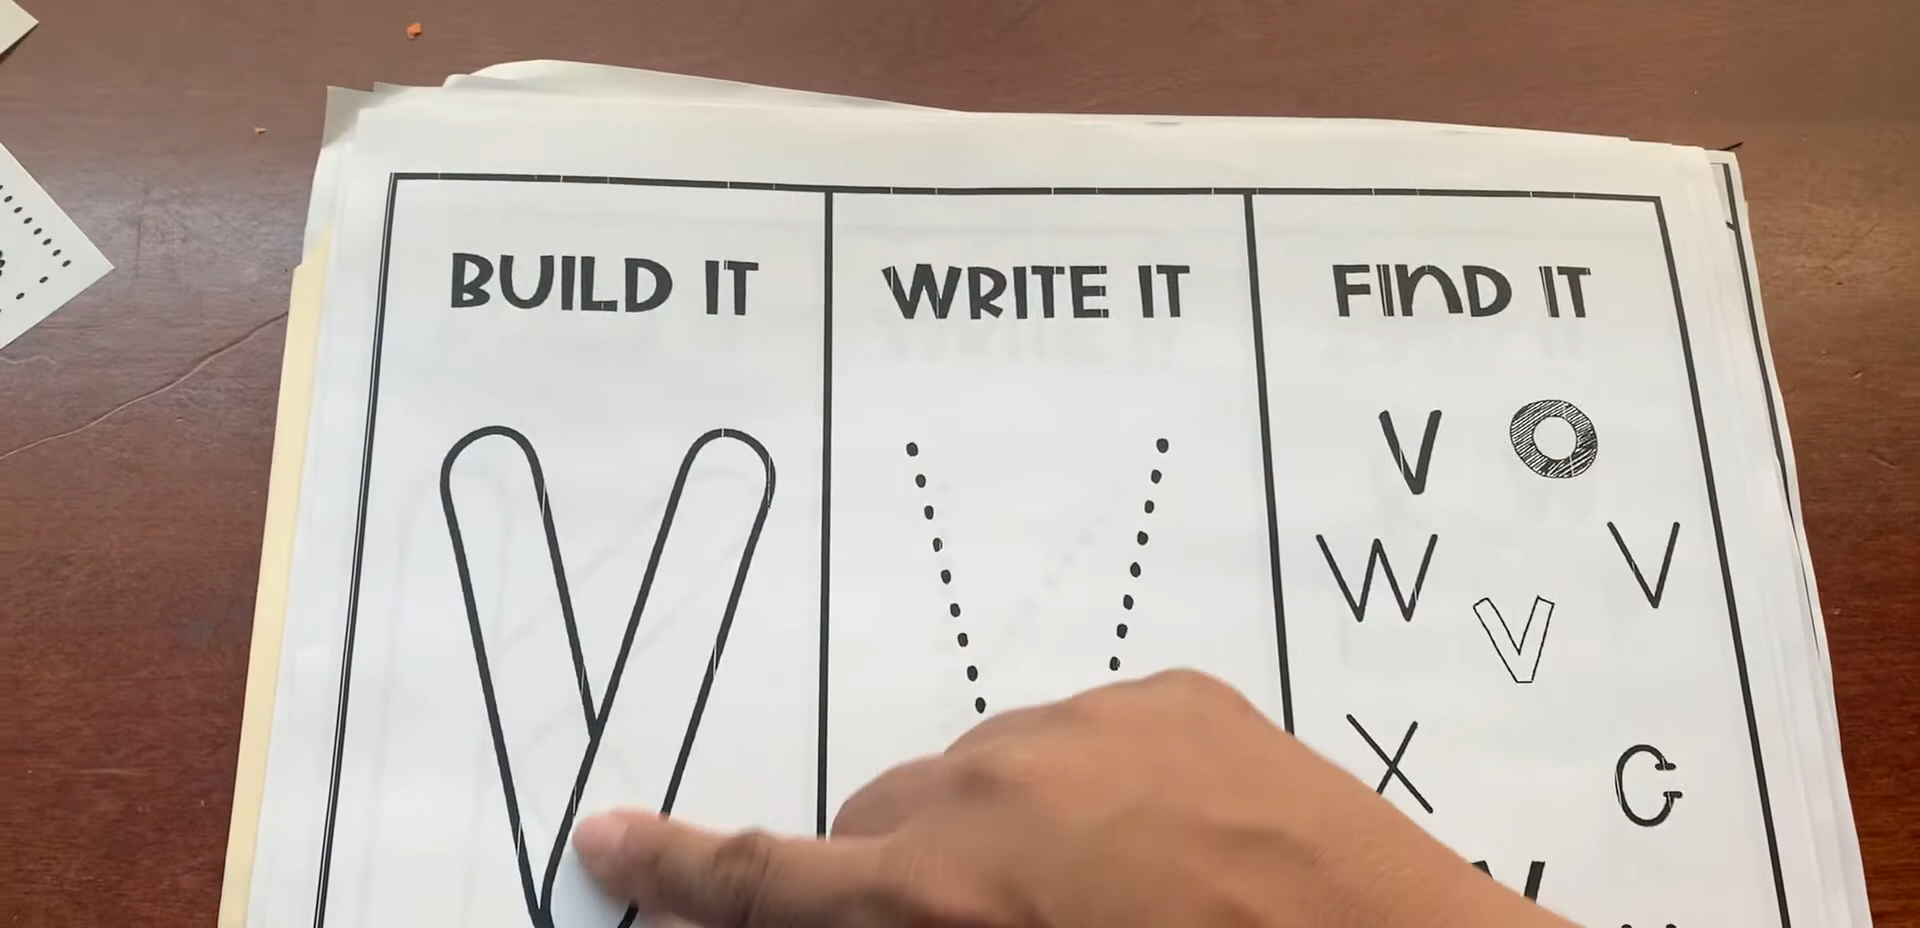 BUILD IT
WRITE IT
FIND IT
V
V
V O
W V
V
X G